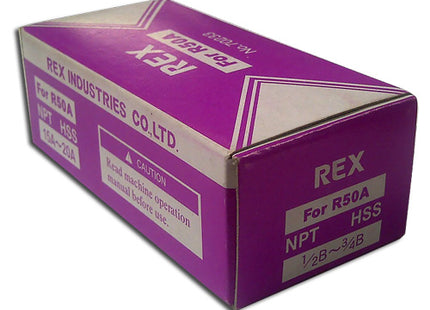 REX
For R50A
No.70233
REX INDUSTRIES CO.LTD.
For R50A
NPT HSS
15A~20A
⚠ CAUTION
Read machine operation
manual before use.
REX
For R50A
NPT HSS
1/2B~3/4B